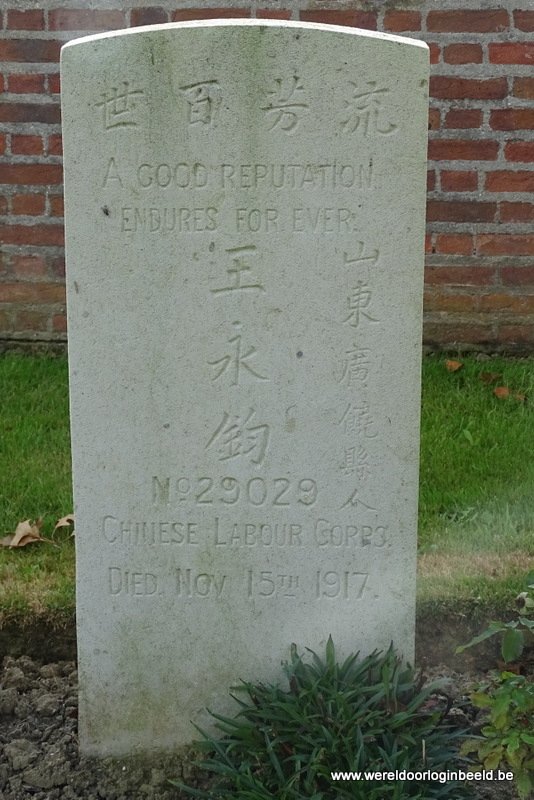 流芳百世
A GOOD REPUTATION
ENDURES FOR EVER.
山東廣饒縣人
王永鈞
No 29029
CHINESE LABOUR CORPS.
DIED. NOV 15TH 1917.
www.wereldoorloginbeeld.be